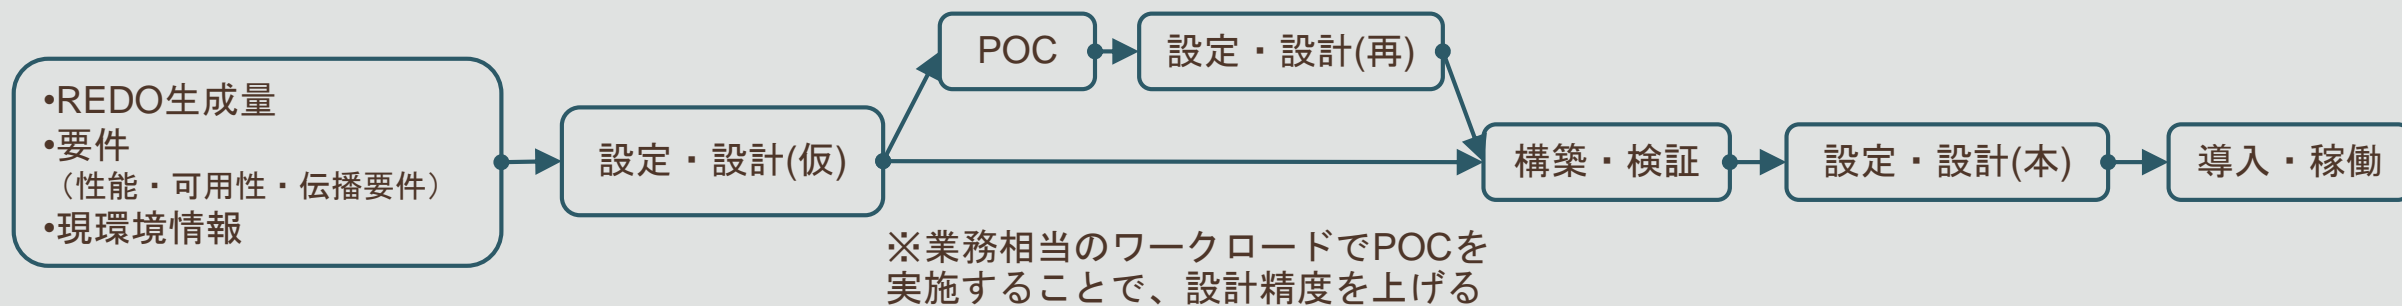 •REDO生成量
•要件
（性能・可用性・伝播要件）
•現環境情報
設定・設計(仮)
POC
設定・設計(再)
構築・検証
設定・設計(本)
導入・稼働
※業務相当のワークロードでPOCを
実施することで、設計精度を上げる